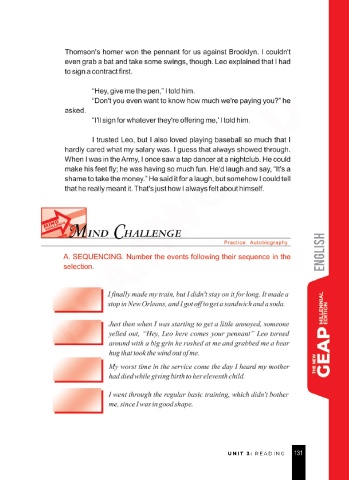 Thomson's homer won the pennant for us against Brooklyn. I couldn't
even grab a bat and take some swings, though. Leo explained that I had
to sign a contract first.
"Hey, give me the pen," I told him.
"Don't you even want to know how much we're paying you?" he
asked.
"I'll sign for whatever they're offering me,' I told him.
I trusted Leo, but I also loved playing baseball so much that I
hardly cared what my salary was. I guess that always showed through.
When I was in the Army, I once saw a tap dancer at a nightclub. He could
make his feet fly; he was having so much fun. He'd laugh and say, "It's a
shame to take the money." He said it for a laugh, but somehow I could tell
that he really meant it. That's just how I always felt about himself.
MIND CHALLENGE
Practice Autobiography
A. SEQUENCING. Number the events following their sequence in the
selection.
I finally made my train, but I didn't stay on it for long. It made a
stop in New Orleans, and I got off to get a sandwich and a soda.
Just then when I was starting to get a little annoyed, someone
yelled out, "Hey, Leo here comes your pennant" Leo turned
around with a big grin he rushed at me and grabbed me a bear
hug that took the wind out of me.
My worst time in the service come the day I heard my mother
had died while giving birth to her eleventh child.
I went through the regular basic training, which didn't bother
me, since I was in good shape.
ENGLISH
THE NEW
GEAP MILLENNIAL
EDITION
UNIT 3: READING 131